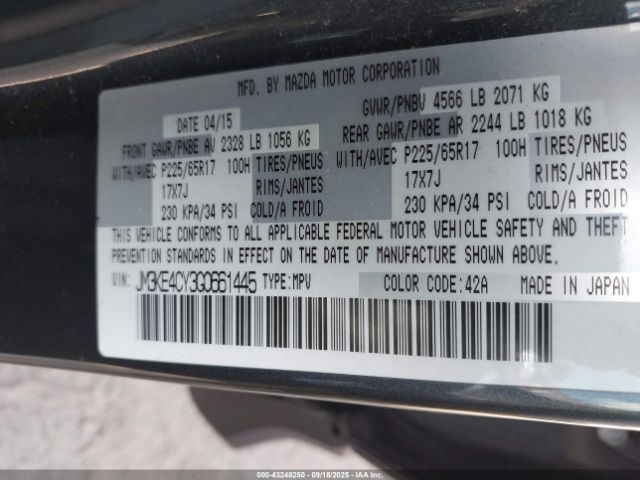 MFD. BY MAZDA MOTOR CORPORATION
DATE 04/15 GVWR/PNBV 4566 LB 2071 KG
FRONT GAWR/PNBE AV 2328 LB 1056 KG REAR GAWR/PNBE AR 2244 LB 1018 KG
WITH/AVEC P225/65R17 100H TIRES/PNEUS WITH/AVEC P225/65R17 100H TIRES/PNEUS
17X7J RIMS/JANTES 17X7J RIMS/JANTES
230 KPA/34 PSI COLD/A FROID 230 KPA/34 PSI COLD/A FROID
THIS VEHICLE CONFORMS TO ALL APPLICABLE FEDERAL MOTOR VEHICLE SAFETY AND THEFT
PREVENTION STANDARDS IN EFFECT ON THE DATE OF MANUFACTURE SHOWN ABOVE.
VIN: JM3KE4CY3G0661445 TYPE:MPV COLOR CODE:42A MADE IN JAPAN
000-43248250 09/18/2025 - IAAI.COM